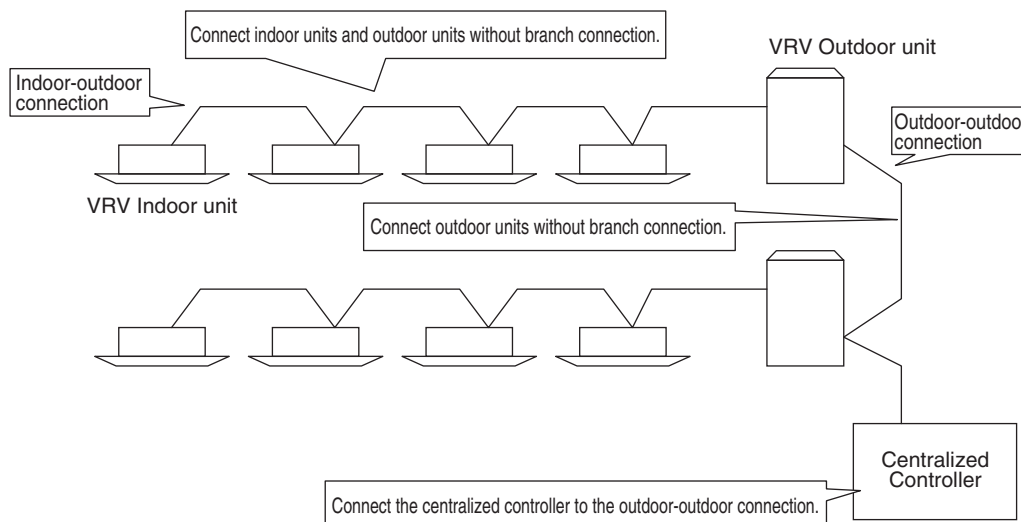 Connect indoor units and outdoor units without branch connection.
VRV Outdoor unit
Indoor-outdoor
connection
Outdoor-outdoor
connection
VRV Indoor unit
Connect outdoor units without branch connection.
Centralized
Controller
Connect the centralized controller to the outdoor-outdoor connection.